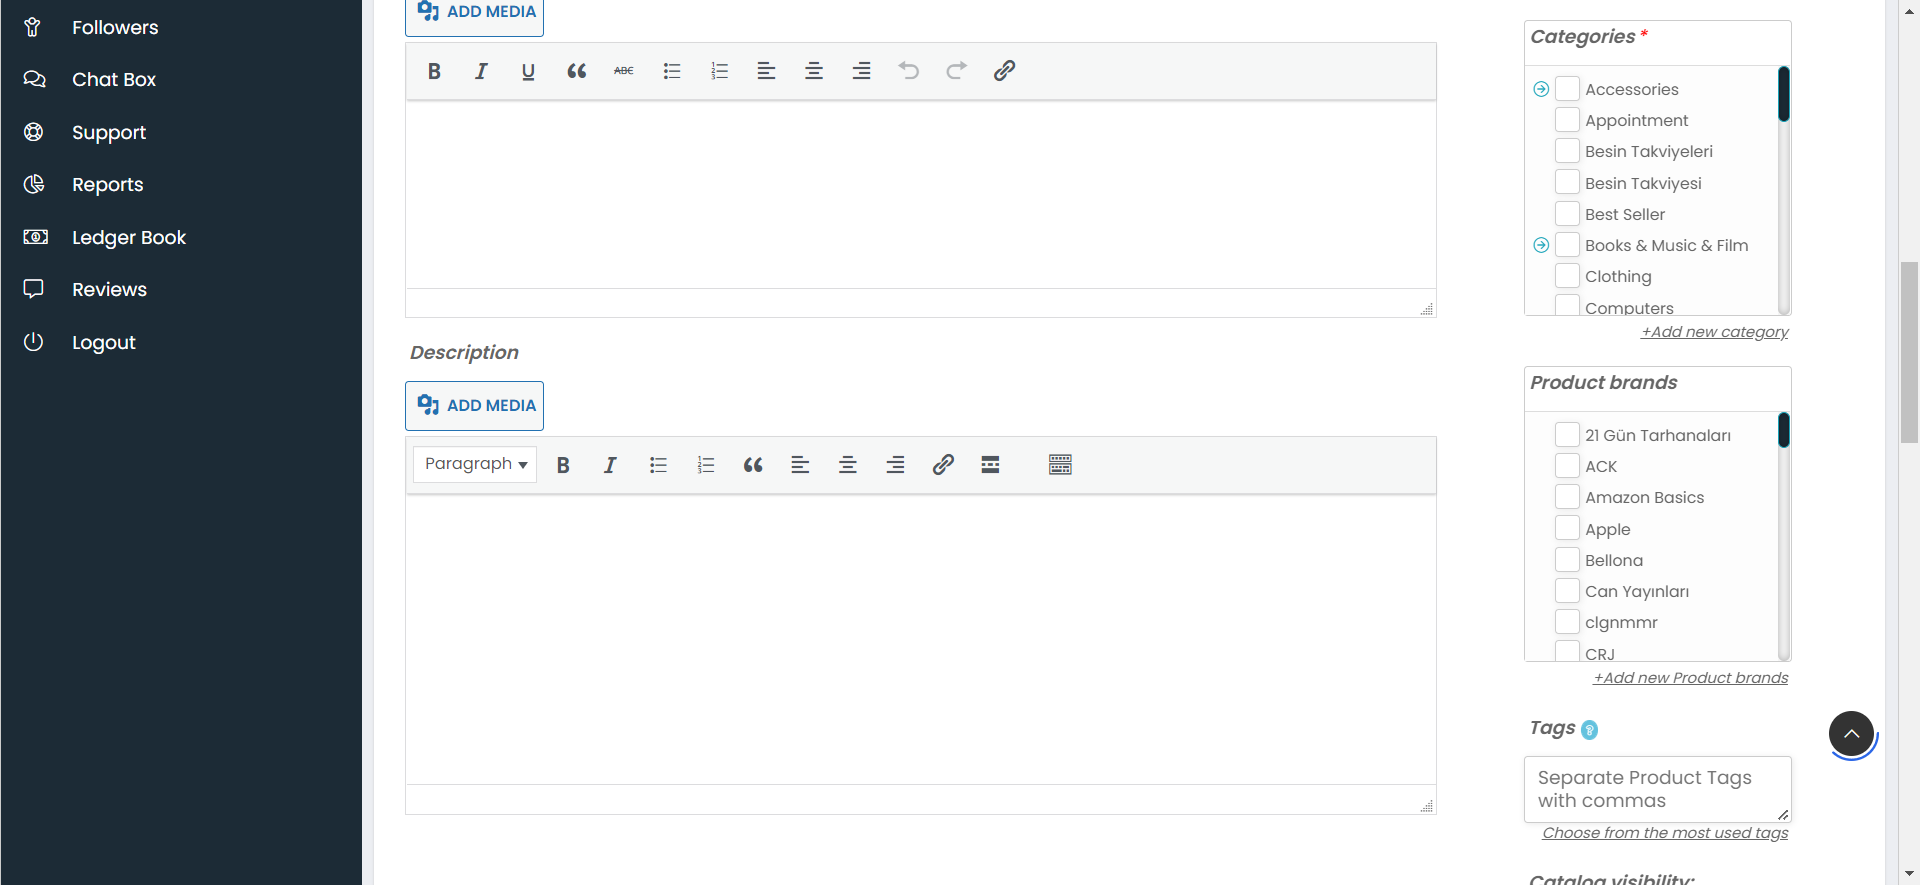 Followers
Chat Box
Support
Reports
Ledger Book
Reviews
Logout
ADD MEDIA
B I U ABC
Description
ADD MEDIA
Paragraph B I
Categories *
Accessories
Appointment
Besin Takviyeleri
Besin Takviyesi
Best Seller
Books & Music & Film
Clothing
Computers
+Add new category
Product brands
21 Gün Tarhanaları
ACK
Amazon Basics
Apple
Bellona
Can Yayınları
clgnmmr
CRJ
+Add new Product brands
Tags ?
Separate Product Tags
with commas
Choose from the most used tags
Catalog visibility: